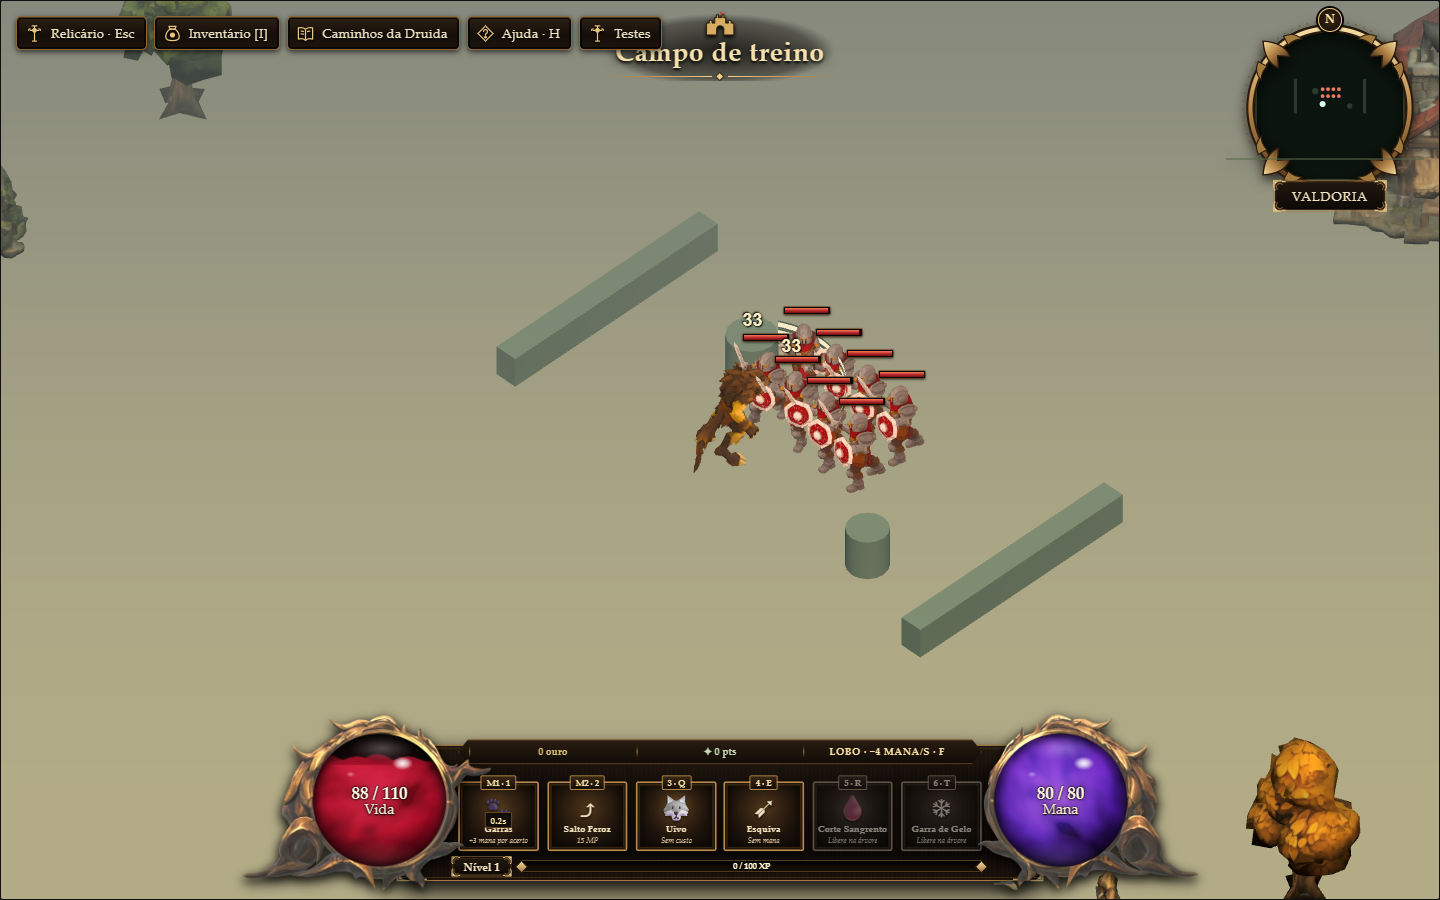 Relicário · Esc
Inventário [I]
Caminhos da Druida
Ajuda · H
Testes
Campo de treino
N
VALDORIA
33
33
0 ouro
0 pts
LOBO · −4 MANA/S · F
88 / 110
Vida
80 / 80
Mana
M1 · 1
0.2s
Garras
+3 mana por acerto
M2 · 2
Salto Feroz
15 MP
3 · Q
Uivo
Sem custo
4 · E
Esquiva
Sem mana
5 · R
Corte Sangrento
Libere na árvore
6 · T
Garra de Gelo
Libere na árvore
Nível 1
0 / 100 XP